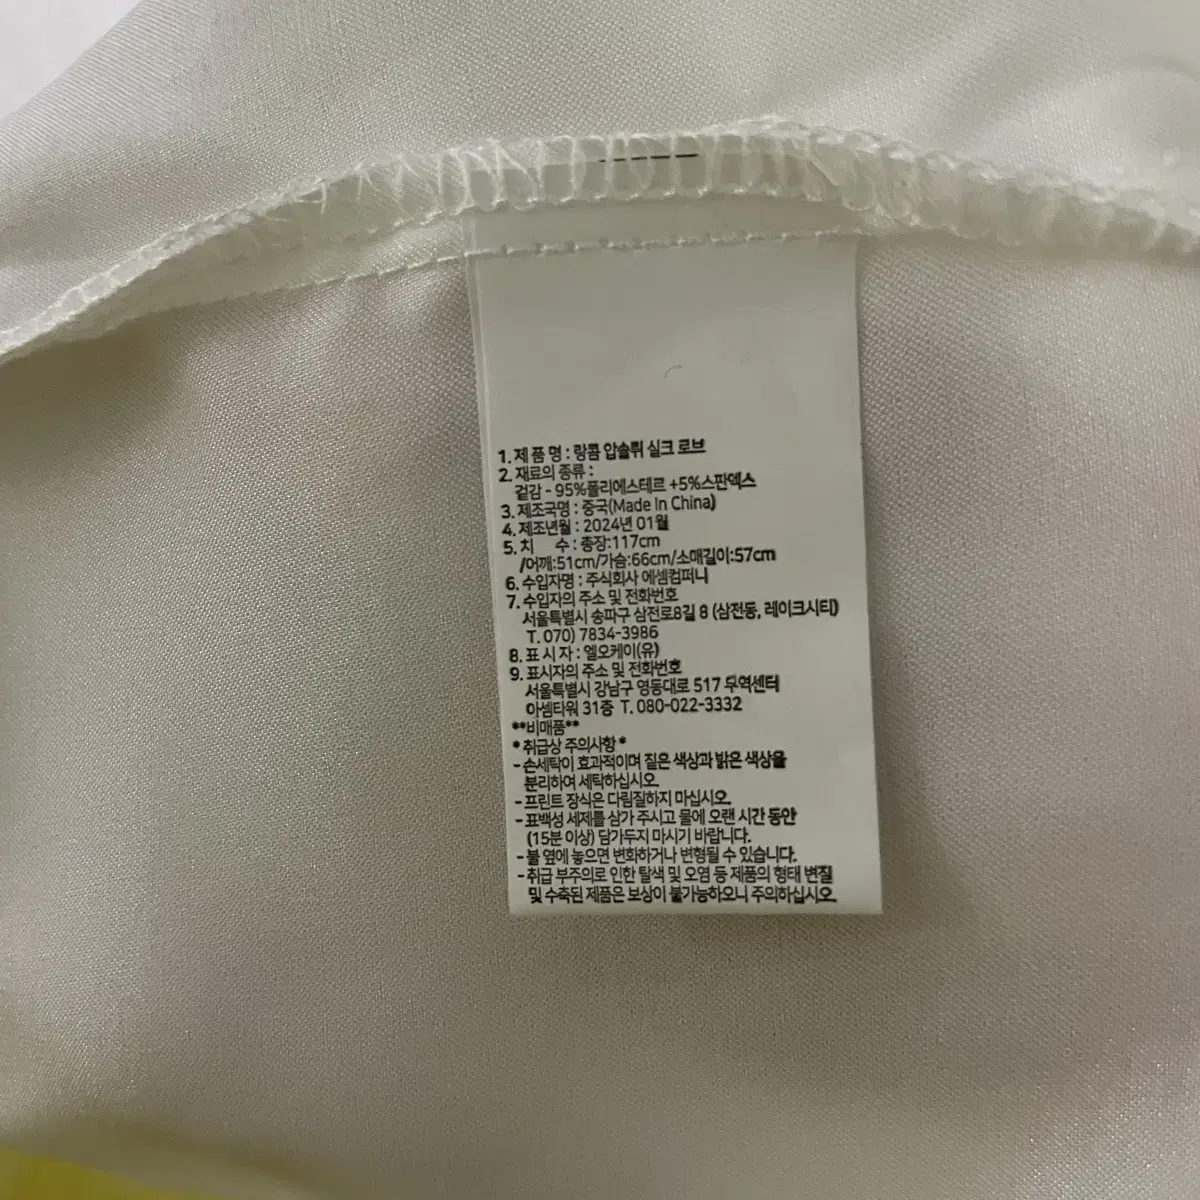 1. 제 품 명 : 랑콤 압솔뤼 실크 로브
2. 재료의 종류 :
겉감 - 95%폴리에스테르 +5%스판덱스
3. 제조국명 : 중국(Made In China)
4. 제조년월 : 2024년 01월
5. 치 수 : 총장:117cm
/어깨:51cm/가슴:66cm/소매길이:57cm
6. 수입자명 : 주식회사 에셈컴퍼니
7. 수입자의 주소 및 전화번호
서울특별시 송파구 삼전로8길 8 (삼전동, 레이크시티)
T. 070) 7834-3986
8. 표 시 자 : 엘오케이(유)
9. 표시자의 주소 및 전화번호
서울특별시 강남구 영동대로 517 무역센터
아셈타워 31층 T. 080-022-3332
**비매품**
* 취급상 주의사항 *
- 손세탁이 효과적이며 짙은 색상과 밝은 색상을
분리하여 세탁하십시오.
- 프린트 장식은 다림질하지 마십시오.
- 표백성 세제를 삼가 주시고 물에 오랜 시간 동안
(15분 이상) 담가두지 마시기 바랍니다.
- 불 옆에 놓으면 변화하거나 변형될 수 있습니다.
- 취급 부주의로 인한 탈색 및 오염 등 제품의 형태 변질
및 수축된 제품은 보상이 불가능하오니 주의하십시오.